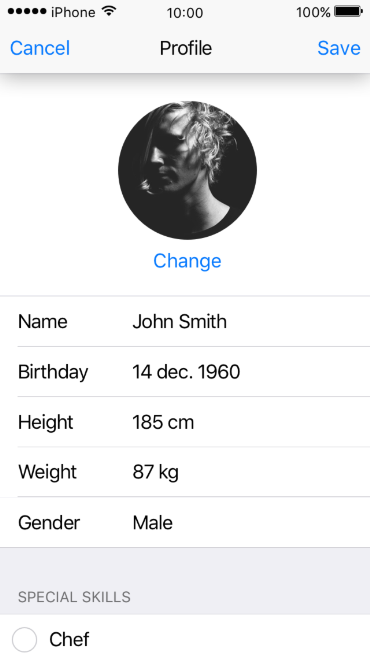 iPhone 10:00 100%
Cancel Profile Save
Change
Name John Smith
Birthday 14 dec. 1960
Height 185 cm
Weight 87 kg
Gender Male
SPECIAL SKILLS
Chef